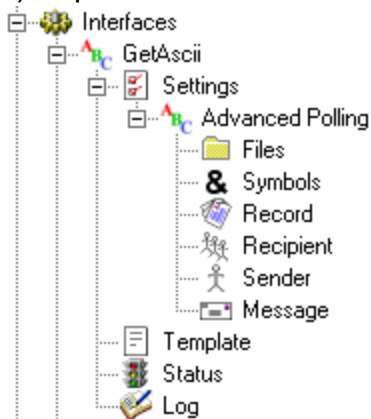 Interfaces
GetAscii
Settings
Advanced Polling
Files
& Symbols
Record
Recipient
Sender
Message
Template
Status
Log